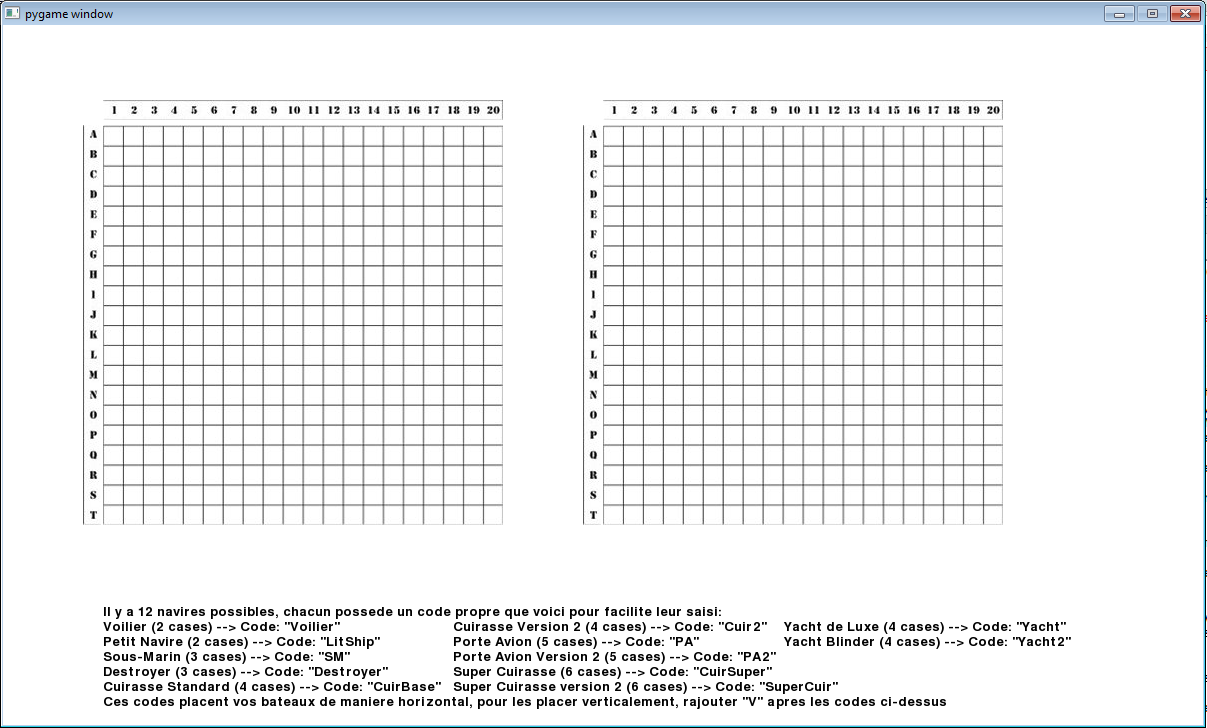 pygame window
1 2 3 4 5 6 7 8 9 10 11 12 13 14 15 16 17 18 19 20
A
B
C
D
E
F
G
H
I
J
K
L
M
N
O
P
Q
R
S
T
1 2 3 4 5 6 7 8 9 10 11 12 13 14 15 16 17 18 19 20
A
B
C
D
E
F
G
H
I
J
K
L
M
N
O
P
Q
R
S
T
Il y a 12 navires possibles, chacun possede un code propre que voici pour facilite leur saisi:
Voilier (2 cases) --> Code: "Voilier" Cuirasse Version 2 (4 cases) --> Code: "Cuir2" Yacht de Luxe (4 cases) --> Code: "Yacht"
Petit Navire (2 cases) --> Code: "LitShip" Porte Avion (5 cases) --> Code: "PA" Yacht Blinder (4 cases) --> Code: "Yacht2"
Sous-Marin (3 cases) --> Code: "SM" Porte Avion Version 2 (5 cases) --> Code: "PA2"
Destroyer (3 cases) --> Code: "Destroyer" Super Cuirasse (6 cases) --> Code: "CuirSuper"
Cuirasse Standard (4 cases) --> Code: "CuirBase" Super Cuirasse version 2 (6 cases) --> Code: "SuperCuir"
Ces codes placent vos bateaux de maniere horizontal, pour les placer verticalement, rajouter "V" apres les codes ci-dessus